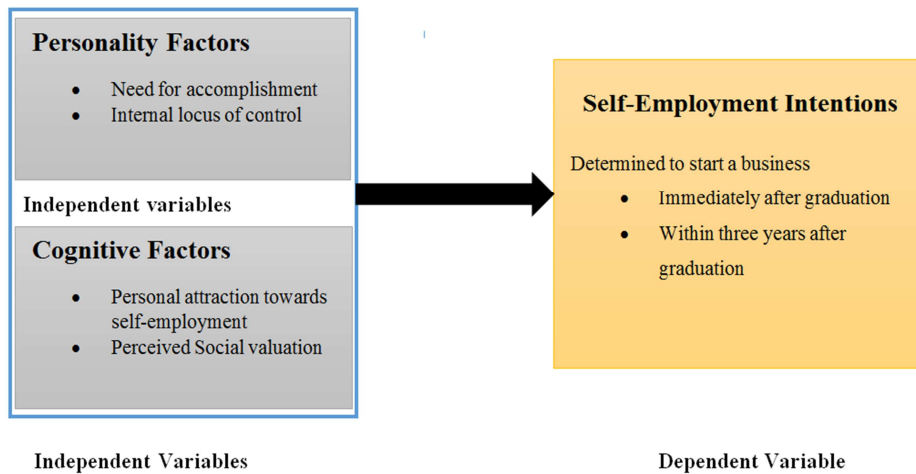 Personality Factors
• Need for accomplishment
• Internal locus of control
Independent variables
Cognitive Factors
• Personal attraction towards
self-employment
• Perceived Social valuation
Self-Employment Intentions
Determined to start a business
• Immediately after graduation
• Within three years after
graduation
Independent Variables
Dependent Variable